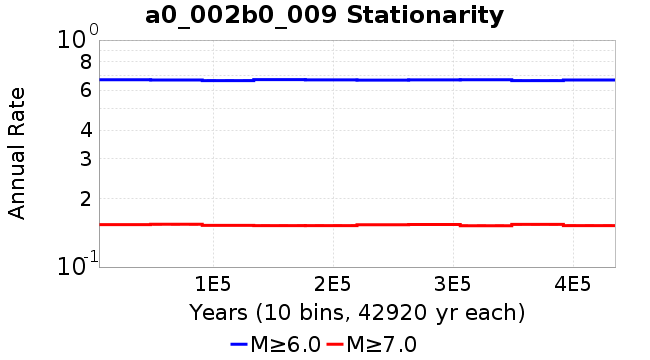 a0_002b0_009 Stationarity
10^0
8
6
4
3
2
10^-1
Annual Rate
1E5 2E5 3E5 4E5
Years (10 bins, 42920 yr each)
M≥6.0 M≥7.0